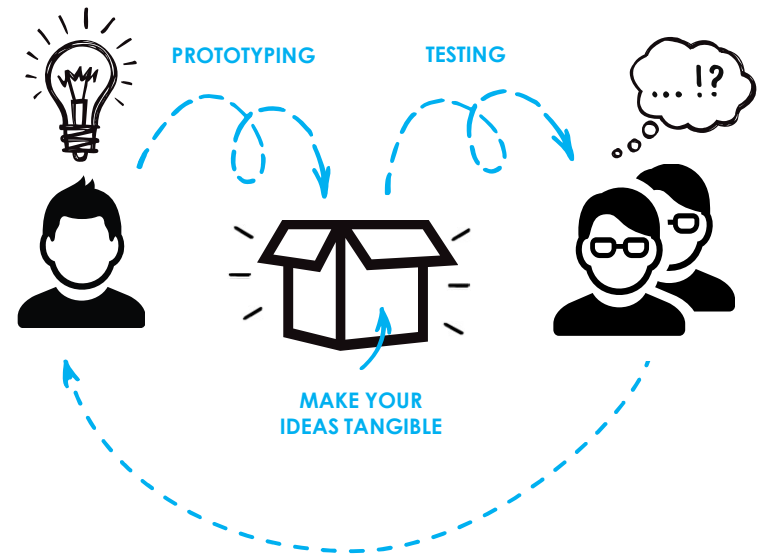 PROTOTYPING
TESTING
... !?
MAKE YOUR
IDEAS TANGIBLE